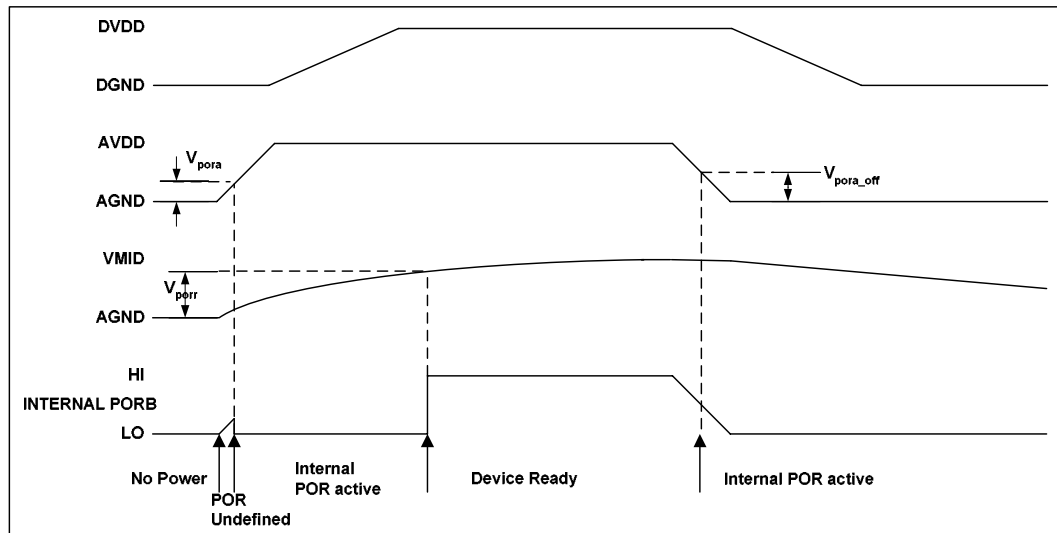 DVDD
DGND
AVDD
Vpora
Vpora_off
AGND
VMID
Vporr
AGND
HI
INTERNAL PORB
LO
No Power
POR
Undefined
Internal
POR active
Device Ready
Internal POR active